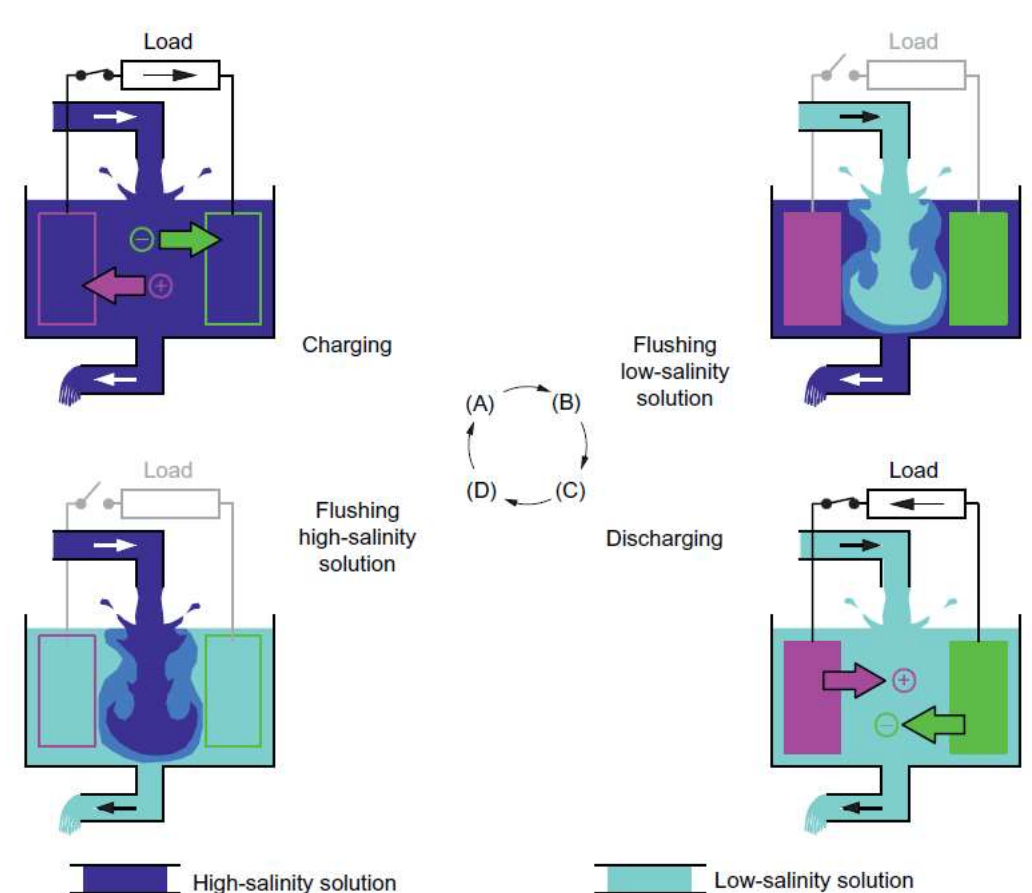 Load
Load
⊖
⊕
Charging
Flushing
low-salinity
solution
(A)
(B)
(D)
(C)
Load
Load
Flushing
high-salinity
solution
Discharging
⊕
⊖
High-salinity solution
Low-salinity solution